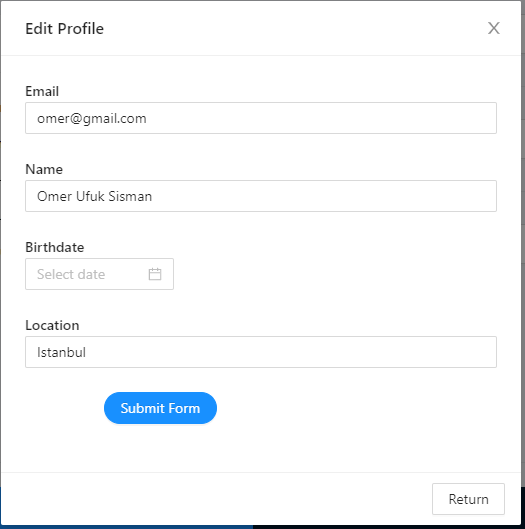 Edit Profile
Email
omer@gmail.com
Name
Omer Ufuk Sisman
Birthdate
Select date
Location
Istanbul
Submit Form
Return